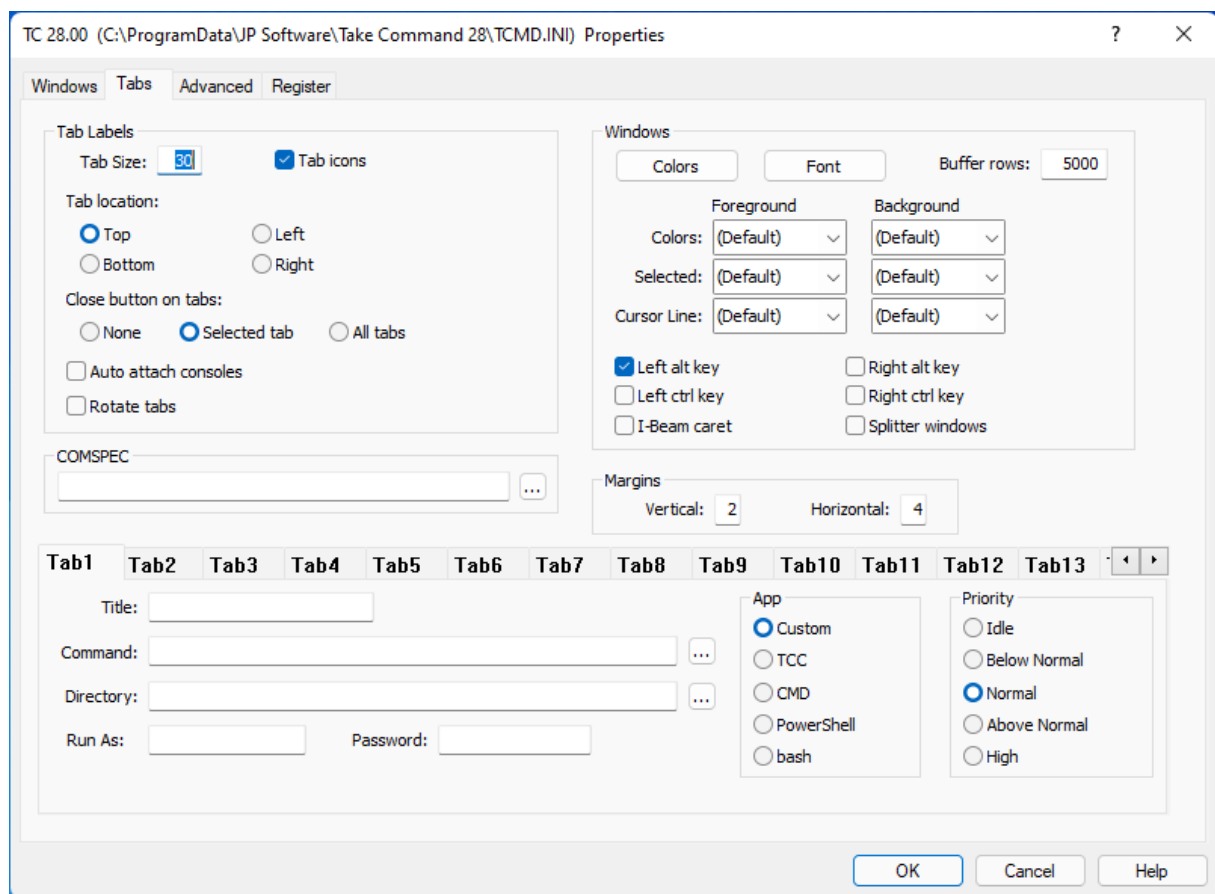 TC 28.00 (C:\ProgramData\JP Software\Take Command 28\TCMD.INI) Properties
?
Windows Tabs Advanced Register
Tab Labels
Tab Size: 30 Tab icons
Tab location:
Top Left
Bottom Right
Close button on tabs:
None Selected tab All tabs
Auto attach consoles
Rotate tabs
COMSPEC
...
Windows
Colors Font Buffer rows: 5000
Foreground Background
Colors: (Default) (Default)
Selected: (Default) (Default)
Cursor Line: (Default) (Default)
Left alt key Right alt key
Left ctrl key Right ctrl key
I-Beam caret Splitter windows
Margins
Vertical: 2 Horizontal: 4
Tab1 Tab2 Tab3 Tab4 Tab5 Tab6 Tab7 Tab8 Tab9 Tab10 Tab11 Tab12 Tab13
Title:
Command: ...
Directory: ...
Run As: Password:
App
Custom
TCC
CMD
PowerShell
bash
Priority
Idle
Below Normal
Normal
Above Normal
High
OK Cancel Help